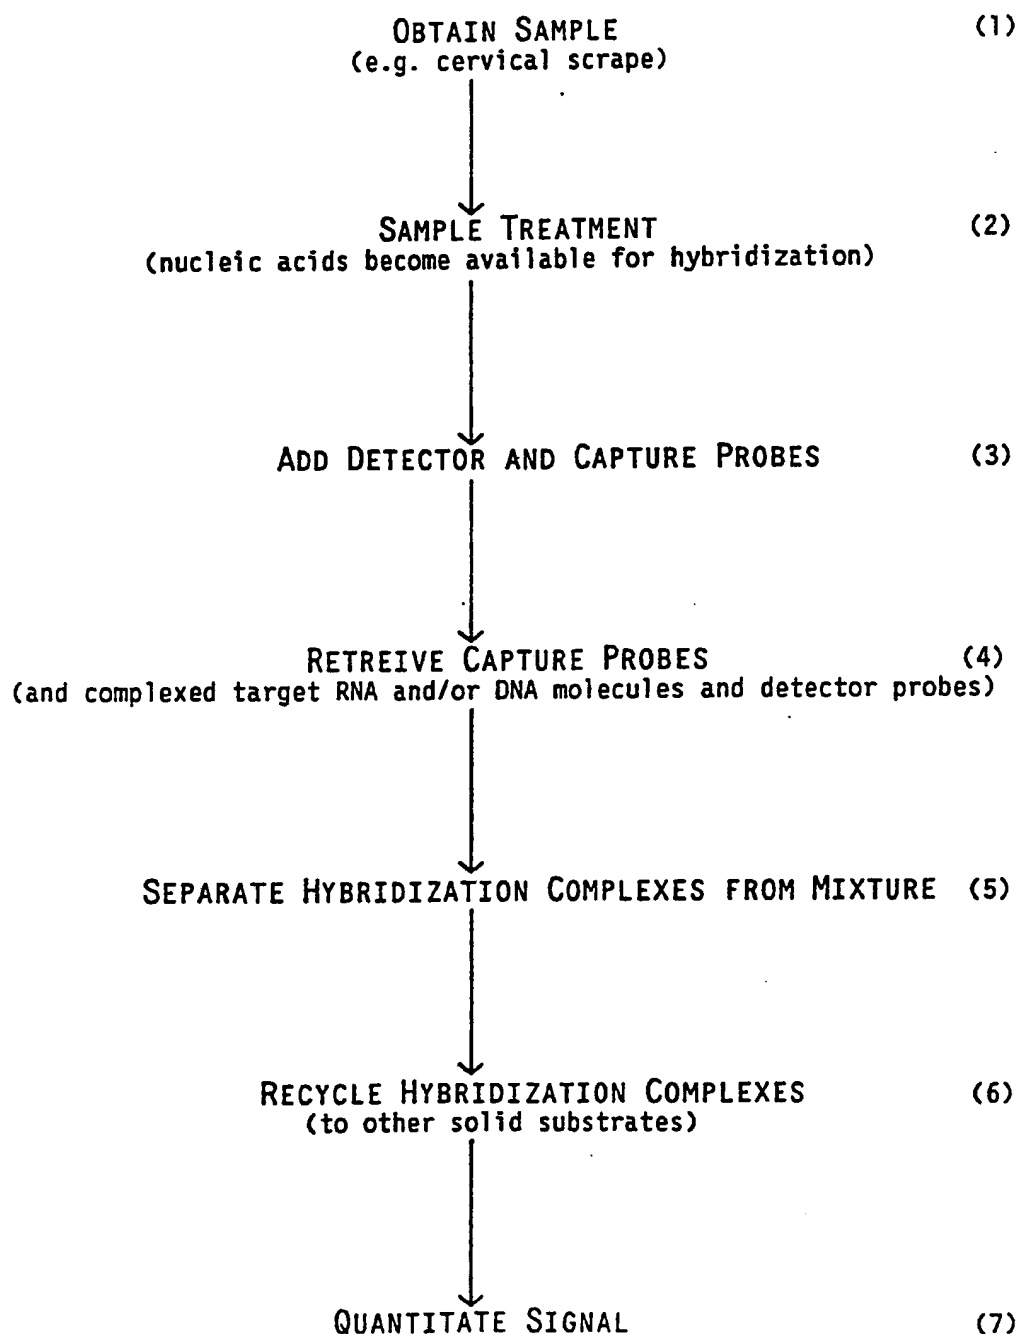 OBTAIN SAMPLE (1)
(e.g. cervical scrape)
SAMPLE TREATMENT (2)
(nucleic acids become available for hybridization)
ADD DETECTOR AND CAPTURE PROBES (3)
RETREIVE CAPTURE PROBES (4)
(and complexed target RNA and/or DNA molecules and detector probes)
SEPARATE HYBRIDIZATION COMPLEXES FROM MIXTURE (5)
RECYCLE HYBRIDIZATION COMPLEXES (6)
(to other solid substrates)
QUANTITATE SIGNAL (7)